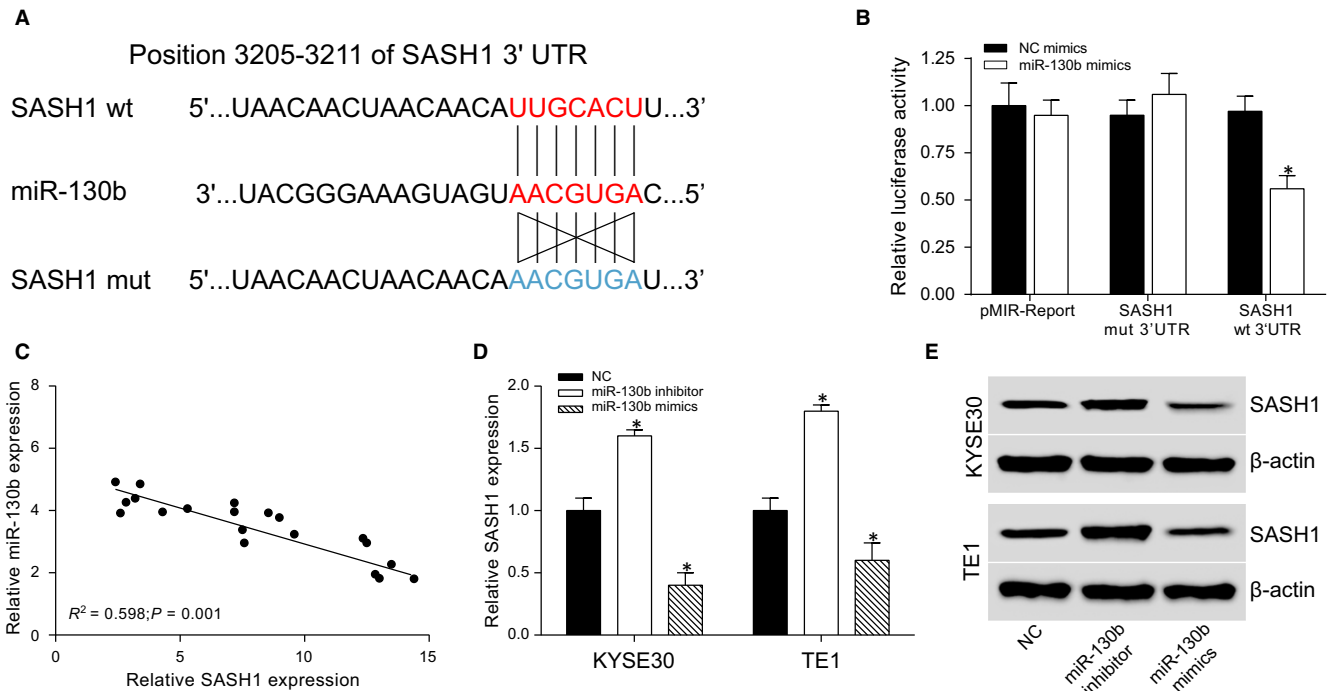 A
Position 3205-3211 of SASH1 3' UTR
SASH1 wt 5'...UAACAACUAACAACAUUGCACUU...3'
miR-130b 3'...UACGGGAAAGUAGUAACGUGAC...5'
SASH1 mut 5'...UAACAACUAACAACAAACGUGAU...3'
B
NC mimics
miR-130b mimics
Relative luciferase activity
1.25
1.00
0.75
0.50
0.25
0.00
*
pMIR-Report
SASH1
mut 3'UTR
SASH1
wt 3'UTR
C
Relative miR-130b expression
8
6
4
2
0
R² = 0.598;P = 0.001
0 5 10 15
Relative SASH1 expression
D
NC
miR-130b inhibitor
miR-130b mimics
Relative SASH1 expression
2.0
1.5
1.0
0.5
0.0
* * * *
KYSE30 TE1
E
KYSE30
SASH1
β-actin
TE1
SASH1
β-actin
NC
miR-130b
inhibitor
miR-130b
mimics